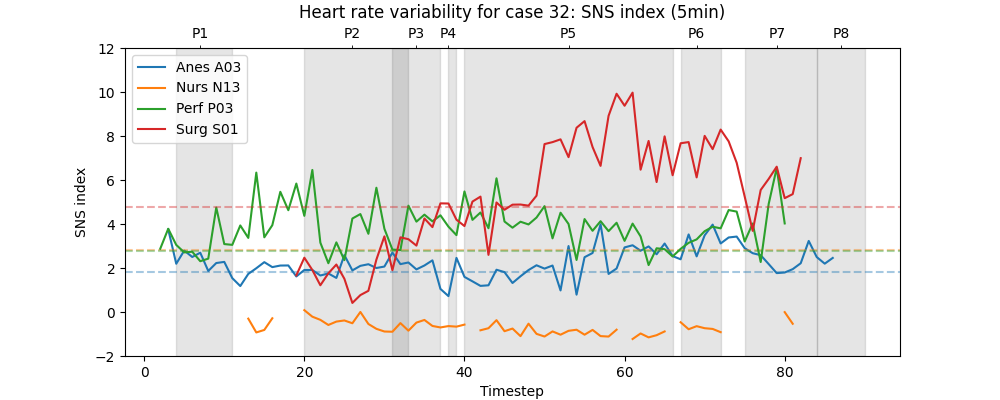 Heart rate variability for case 32: SNS index (5min)
P1 P2 P3 P4 P5 P6 P7 P8
Anes A03
Nurs N13
Perf P03
Surg S01
SNS index
12
10
8
6
4
2
0
−2
0 20 40 60 80
Timestep